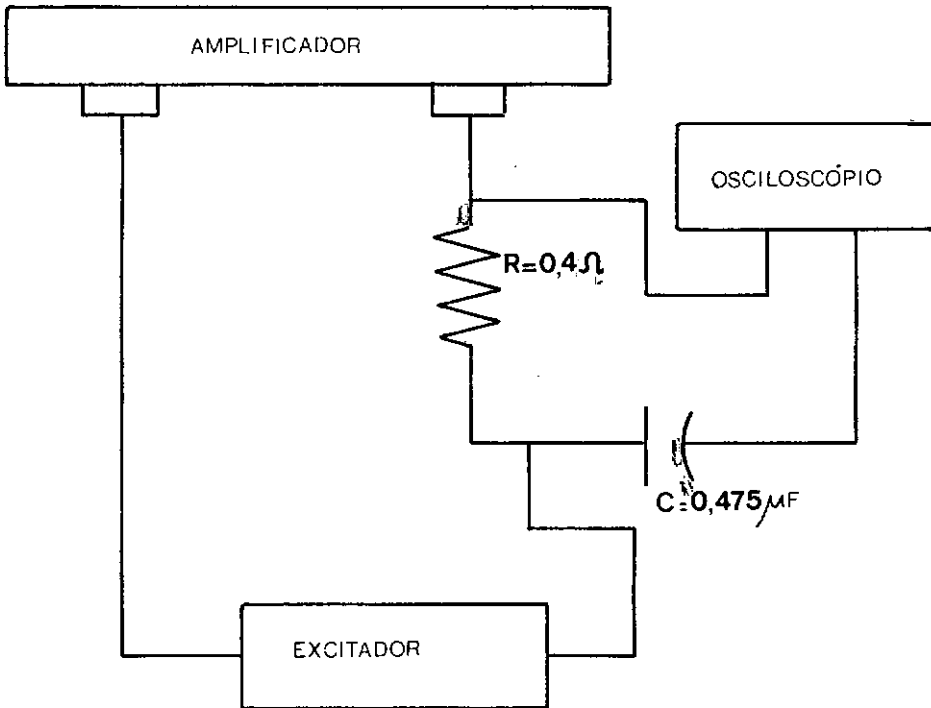 AMPLIFICADOR
OSCILOSCÓPIO
R=0,4Ω
C=0,475μF
EXCITADOR